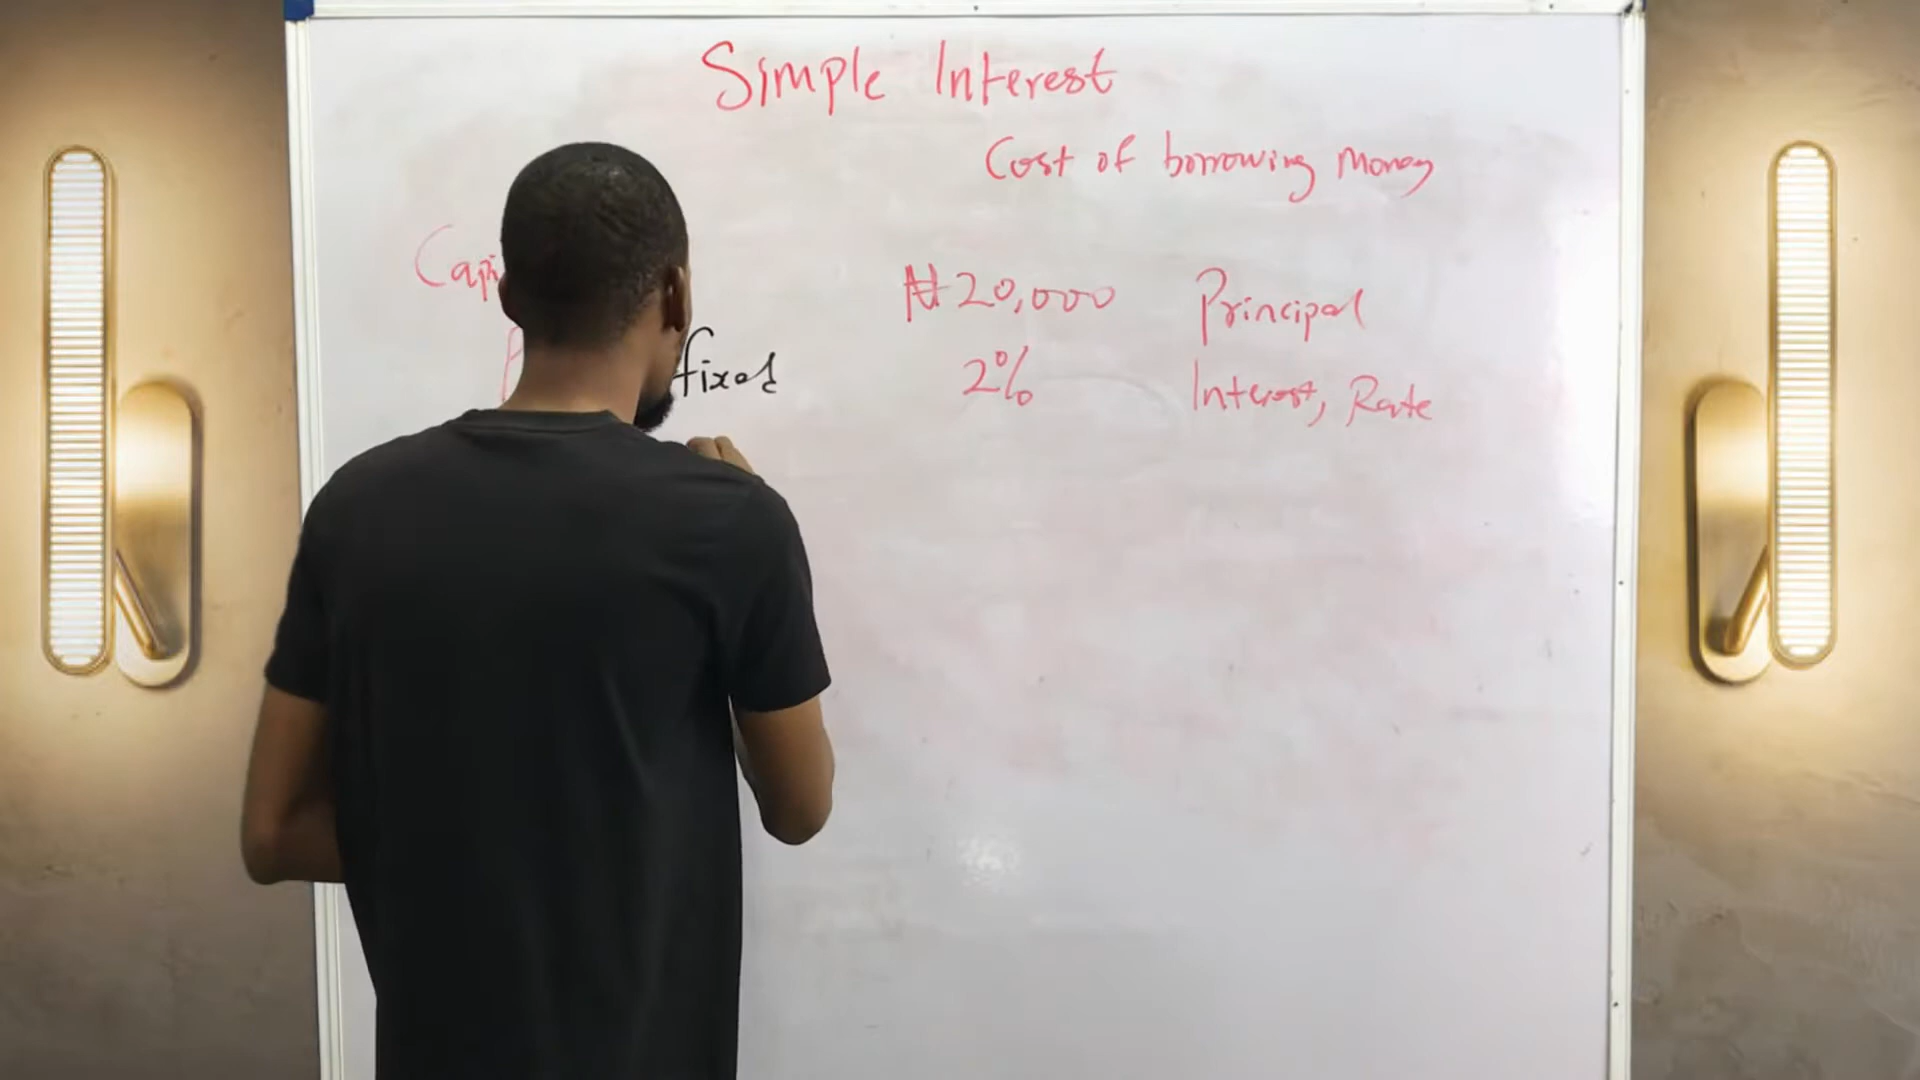 Simple Interest
Cost of borrowing money
₦20,000 Principal
fixed
2% Interest, Rate